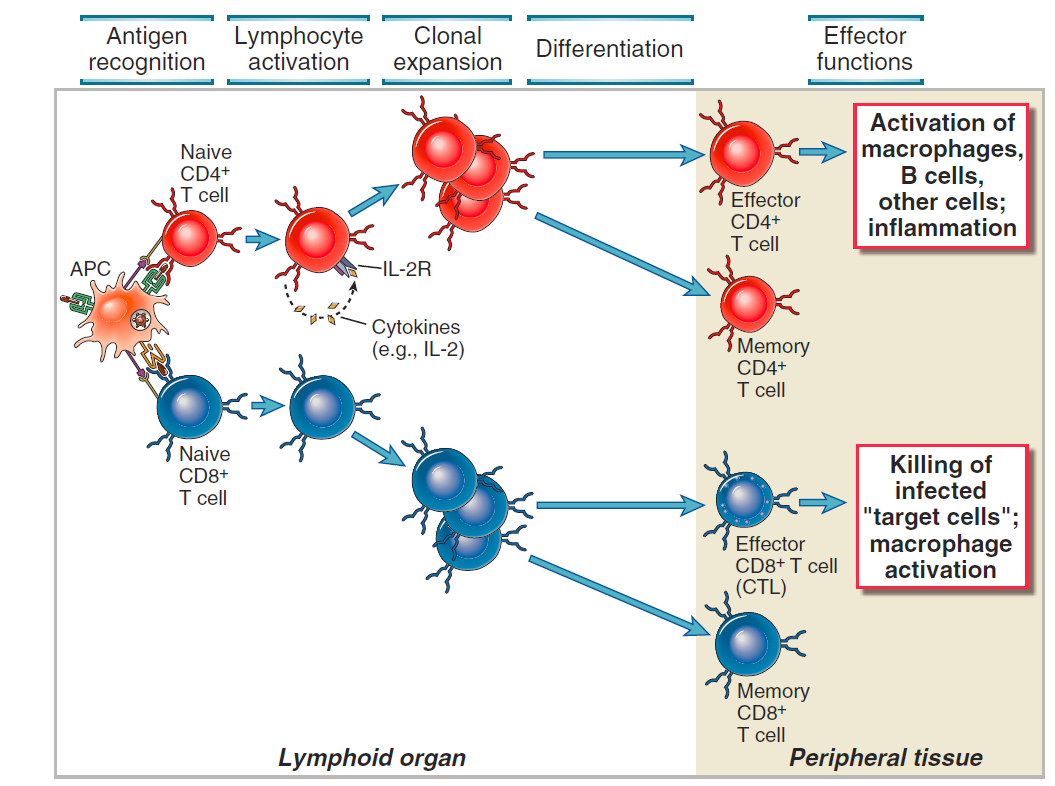 Antigen
recognition
Lymphocyte
activation
Clonal
expansion
Differentiation
Effector
functions
Naive
CD4+
T cell
APC
IL-2R
Cytokines
(e.g., IL-2)
Naive
CD8+
T cell
Effector
CD4+
T cell
Activation of
macrophages,
B cells,
other cells;
inflammation
Memory
CD4+
T cell
Effector
CD8+ T cell
(CTL)
Killing of
infected
"target cells";
macrophage
activation
Memory
CD8+
T cell
Lymphoid organ
Peripheral tissue